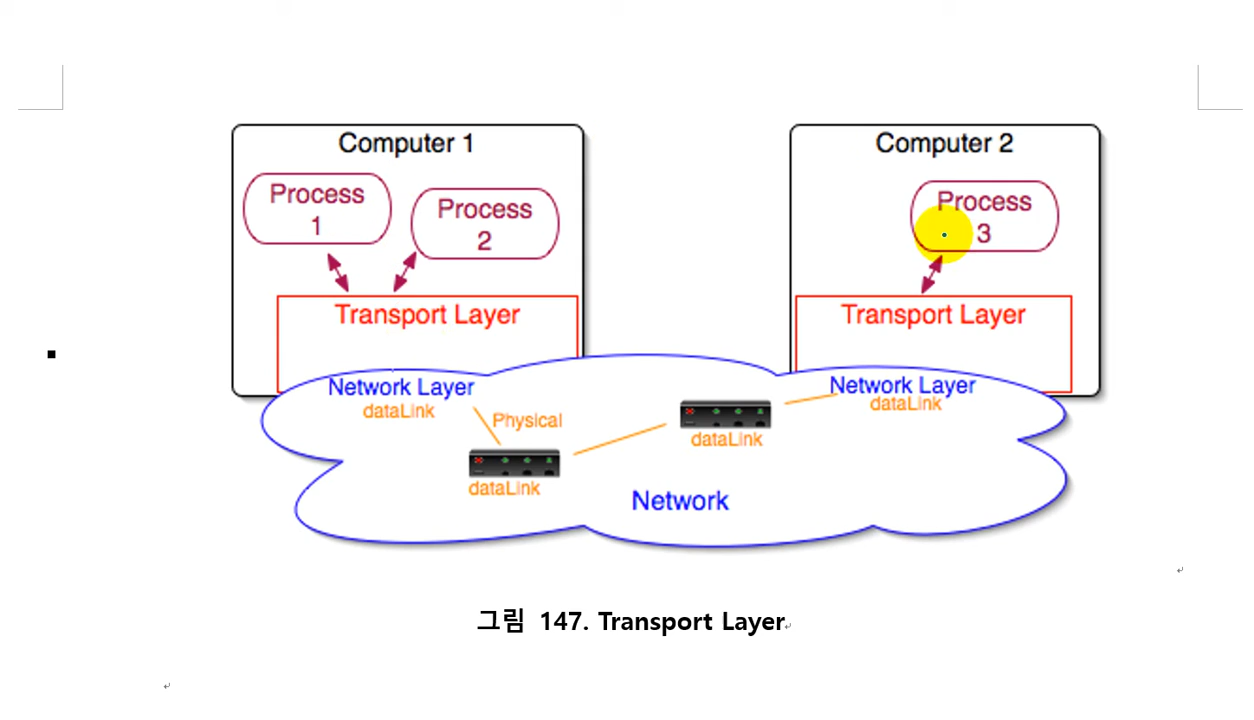 Computer 1
Process
1
Process
2
Transport Layer
Computer 2
Process
3
Transport Layer
Network Layer
dataLink
Physical
dataLink
dataLink
Network Layer
dataLink
Network
그림 147. Transport Layer